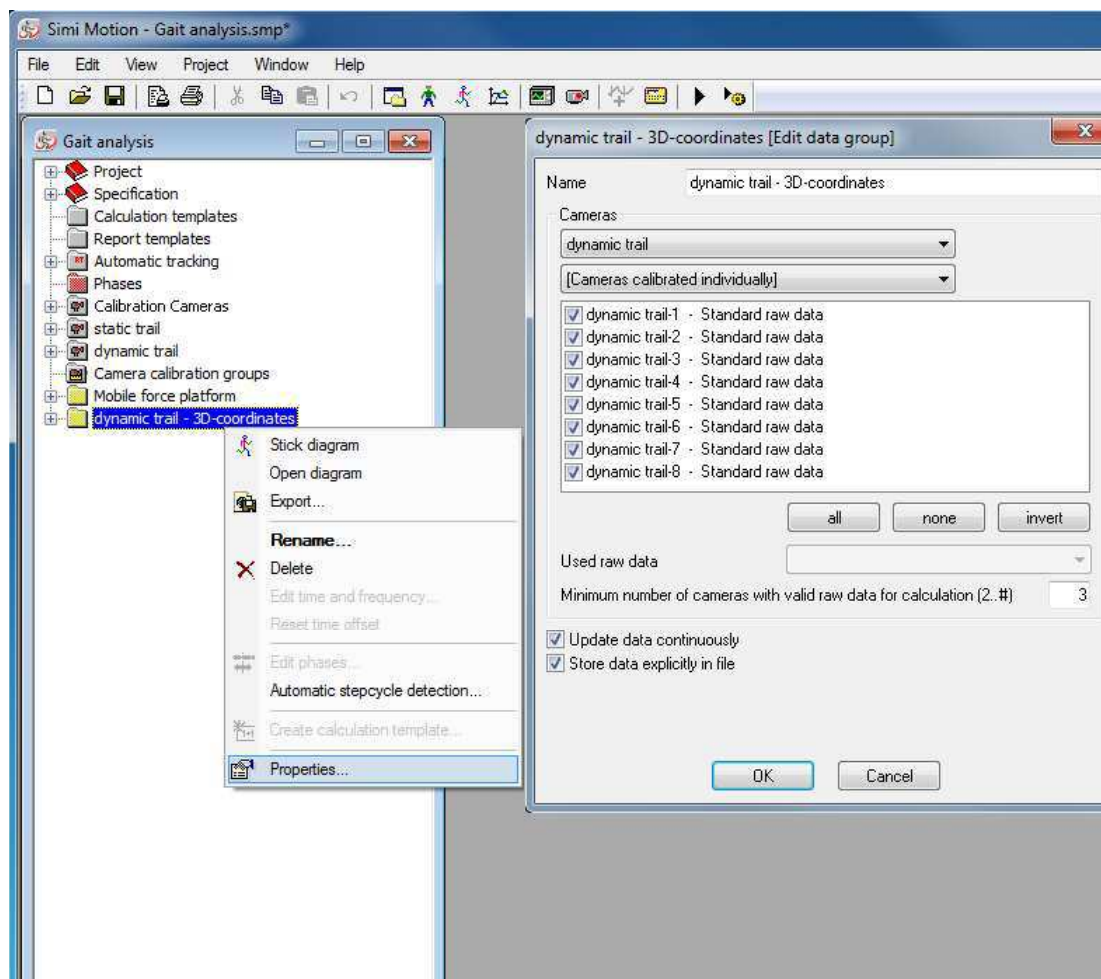 Simi Motion - Gait analysis.smp*
File Edit View Project Window Help
Gait analysis
Project
Specification
Calculation templates
Report templates
Automatic tracking
Phases
Calibration Cameras
static trail
dynamic trail
Camera calibration groups
Mobile force platform
dynamic trail - 3D-coordinates
Stick diagram
Open diagram
Export...
Rename...
Delete
Edit time and frequency...
Reset time offset
Edit phases...
Automatic stepcycle detection...
Create calculation template...
Properties...
dynamic trail - 3D-coordinates [Edit data group]
Name dynamic trail - 3D-coordinates
Cameras
dynamic trail
[Cameras calibrated individually]
dynamic trail-1 - Standard raw data
dynamic trail-2 - Standard raw data
dynamic trail-3 - Standard raw data
dynamic trail-4 - Standard raw data
dynamic trail-5 - Standard raw data
dynamic trail-6 - Standard raw data
dynamic trail-7 - Standard raw data
dynamic trail-8 - Standard raw data
all none invert
Used raw data
Minimum number of cameras with valid raw data for calculation (2..#) 3
Update data continuously
Store data explicitly in file
OK Cancel